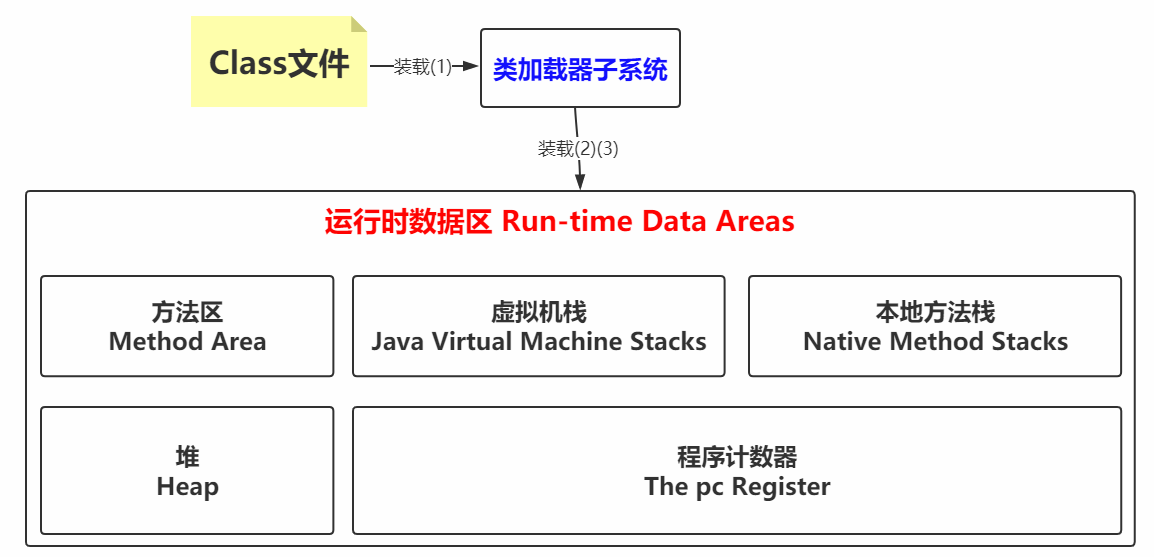 Class文件
装载(1)
类加载器子系统
装载(2)(3)
运行时数据区 Run-time Data Areas
方法区
Method Area
虚拟机栈
Java Virtual Machine Stacks
本地方法栈
Native Method Stacks
堆
Heap
程序计数器
The pc Register